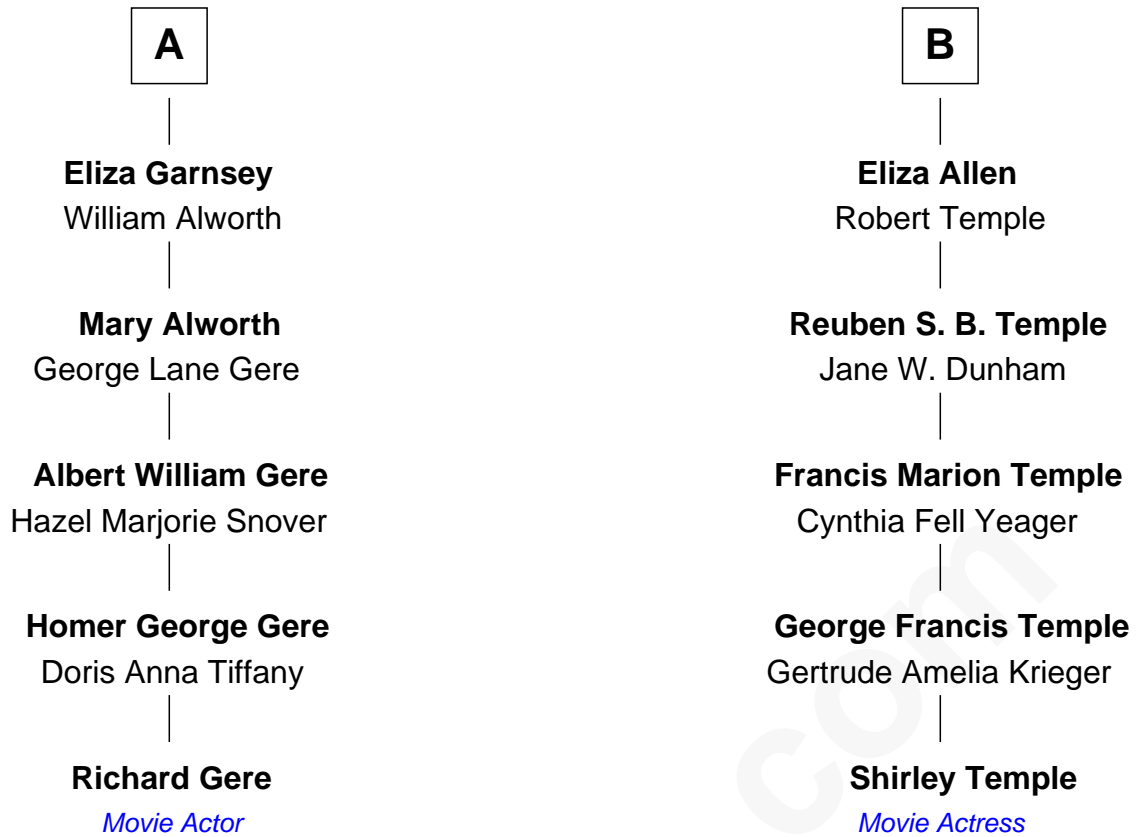 A
Eliza Garnsey
William Alworth
Mary Alworth
George Lane Gere
Albert William Gere
Hazel Marjorie Snover
Homer George Gere
Doris Anna Tiffany
Richard Gere
Movie Actor
B
Eliza Allen
Robert Temple
Reuben S. B. Temple
Jane W. Dunham
Francis Marion Temple
Cynthia Fell Yeager
George Francis Temple
Gertrude Amelia Krieger
Shirley Temple
Movie Actress
com